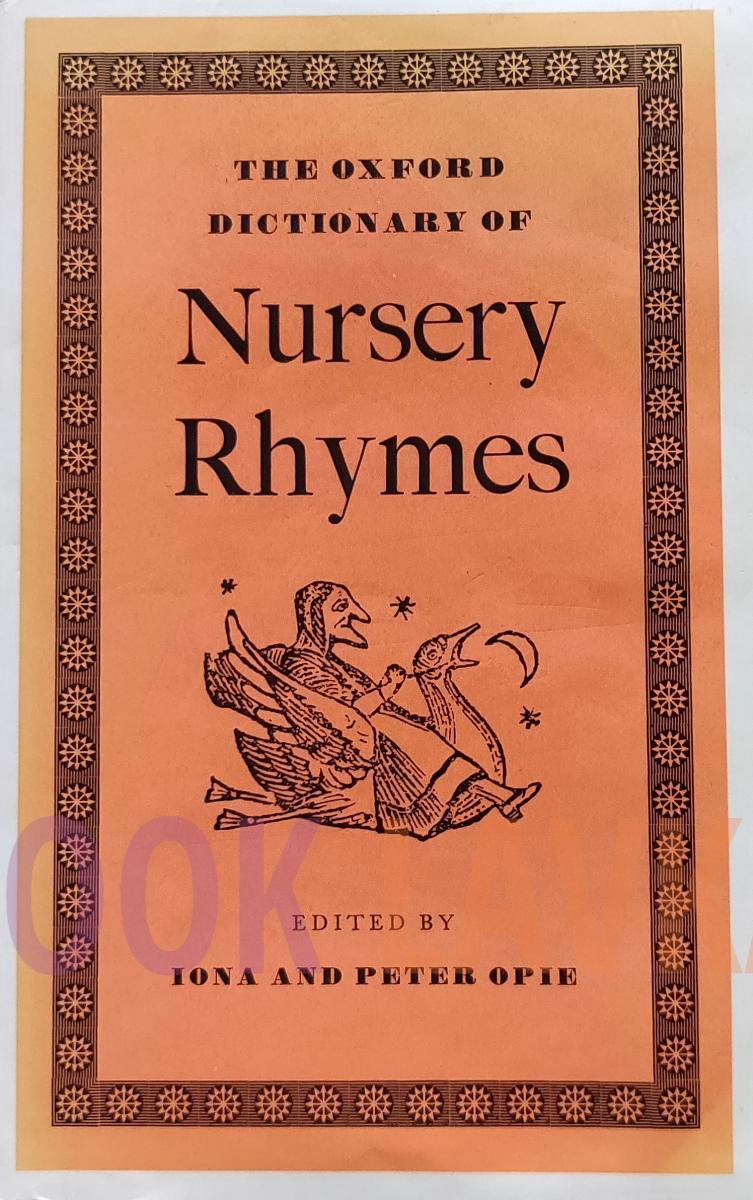 THE OXFORD
DICTIONARY OF
Nursery
Rhymes
EDITED BY
IONA AND PETER OPIE